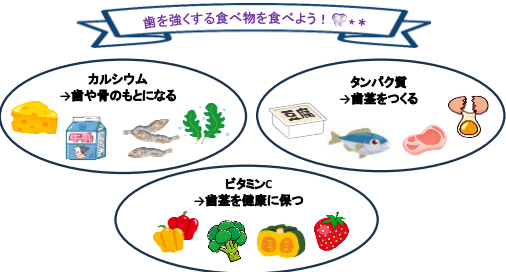 歯を強くする食べ物を食べよう！🦷★＊
カルシウム
→歯や骨のもとになる
牛乳
タンパク質
→歯茎をつくる
豆腐
ビタミンC
→歯茎を健康に保つ